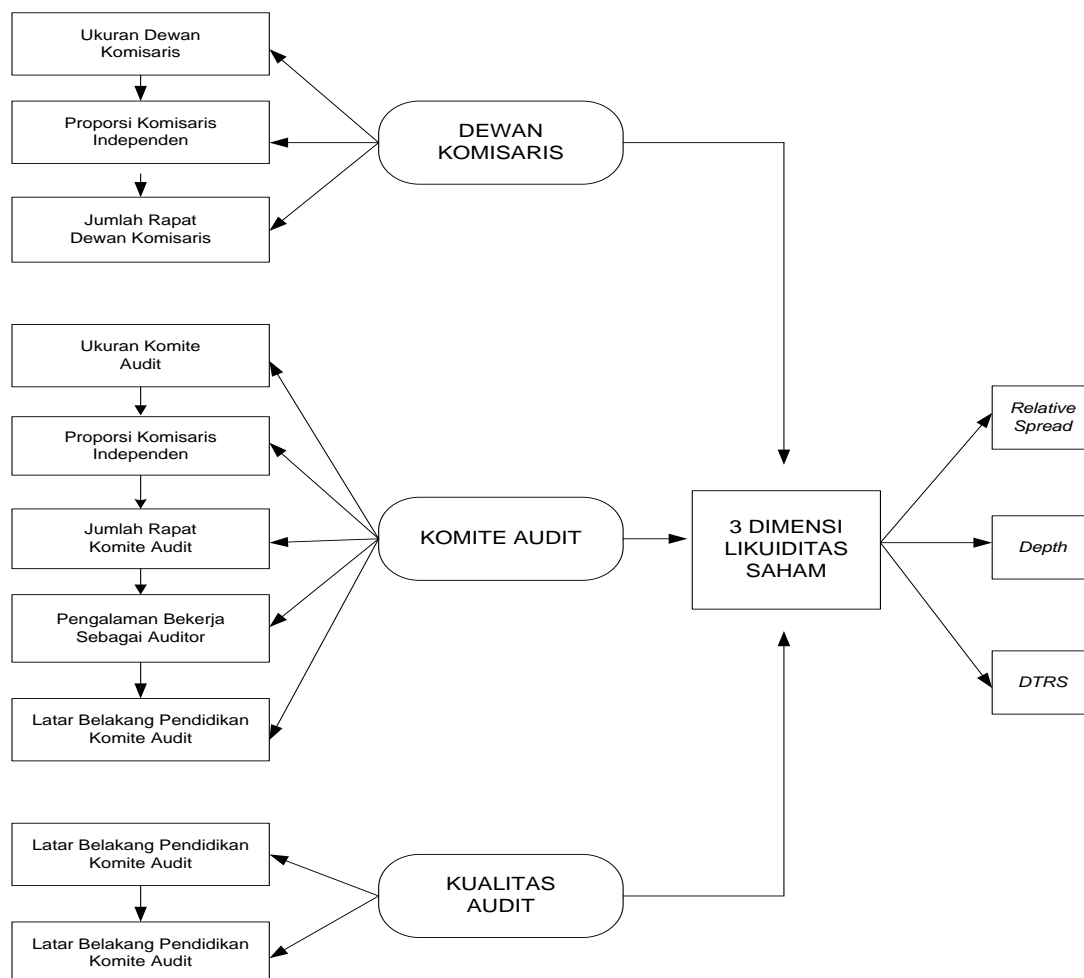 Ukuran Dewan
Komisaris
Proporsi Komisaris
Independen
Jumlah Rapat
Dewan Komisaris
DEWAN
KOMISARIS
Ukuran Komite
Audit
Proporsi Komisaris
Independen
Jumlah Rapat
Komite Audit
Pengalaman Bekerja
Sebagai Auditor
Latar Belakang Pendidikan
Komite Audit
KOMITE AUDIT
3 DIMENSI
LIKUIDITAS
SAHAM
Relative
Spread
Depth
DTRS
Latar Belakang Pendidikan
Komite Audit
Latar Belakang Pendidikan
Komite Audit
KUALITAS
AUDIT